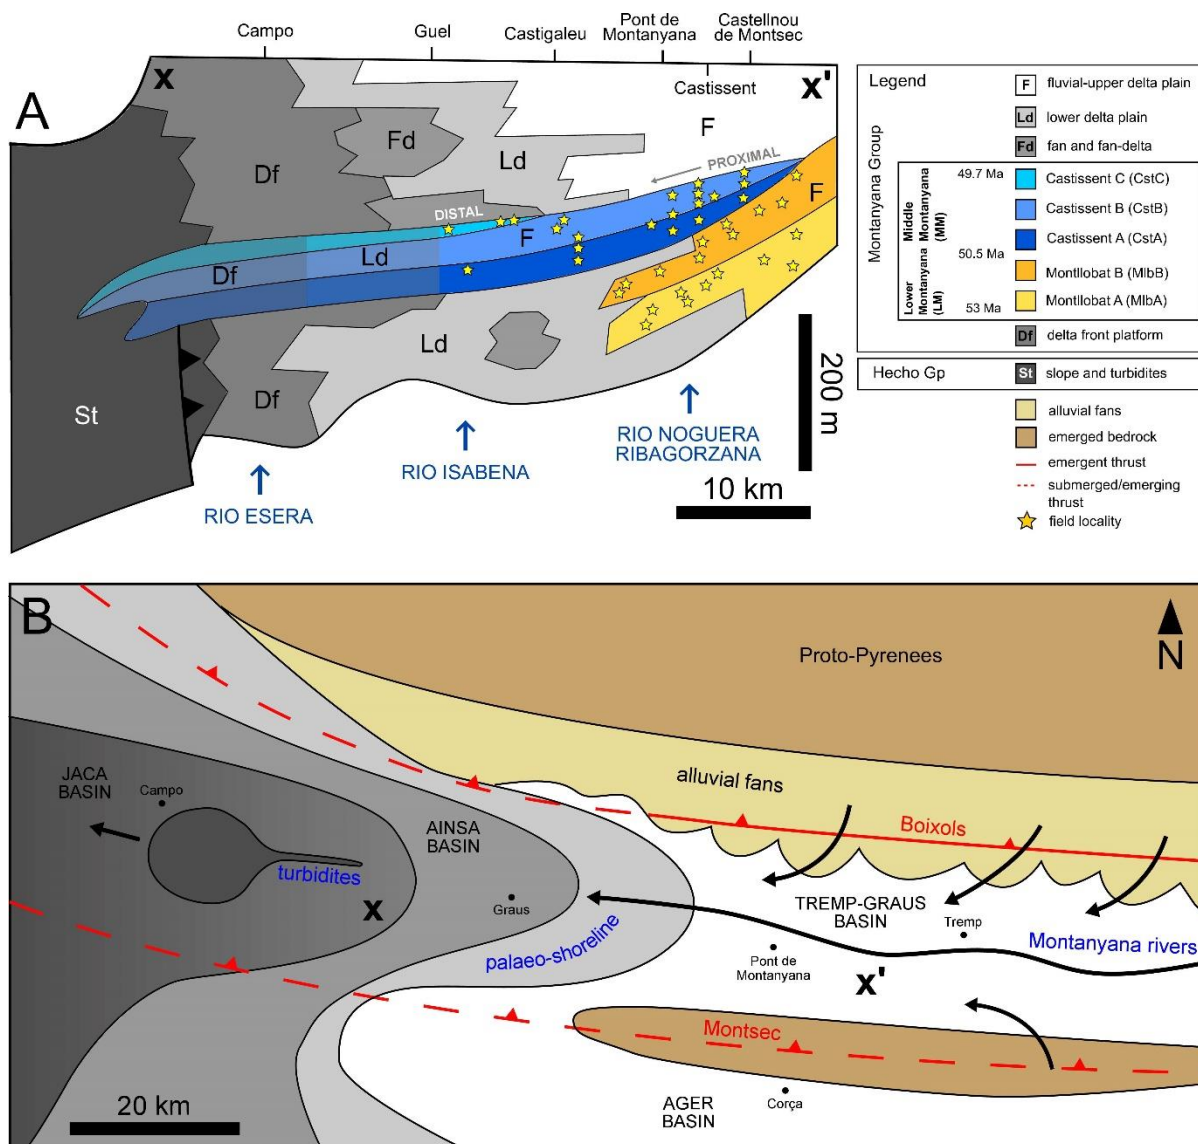 Campo
Guel
Castigaleu
Pont de
Montanyana
Castellnou
de Montsec
A
x
x'
Castissent
F
Fd
Ld
Df
PROXIMAL
DISTAL
F
F
Ld
Df
Ld
Df
St
RIO ESERA
RIO ISABENA
RIO NOGUERA
RIBAGORZANA
200 m
10 km
Legend
Montanyana Group
F fluvial-upper delta plain
Ld lower delta plain
Fd fan and fan-delta
Middle
Montanyana
(MM)
Lower
Montanyana
(LM)
49.7 Ma
Castissent C (CstC)
Castissent B (CstB)
Castissent A (CstA)
50.5 Ma
Montllobat B (MlbB)
Montllobat A (MlbA)
53 Ma
Df delta front platform
Hecho Gp
St slope and turbidites
alluvial fans
emerged bedrock
emergent thrust
submerged/emerging
thrust
field locality
B
N
Proto-Pyrenees
alluvial fans
Boixols
JACA
BASIN
Campo
AINSA
BASIN
turbidites
x
Graus
palaeo-shoreline
TREMP-GRAUS
BASIN
Tremp
Pont de
Montanyana
Montanyana rivers
x'
Montsec
AGER
BASIN
Corça
20 km